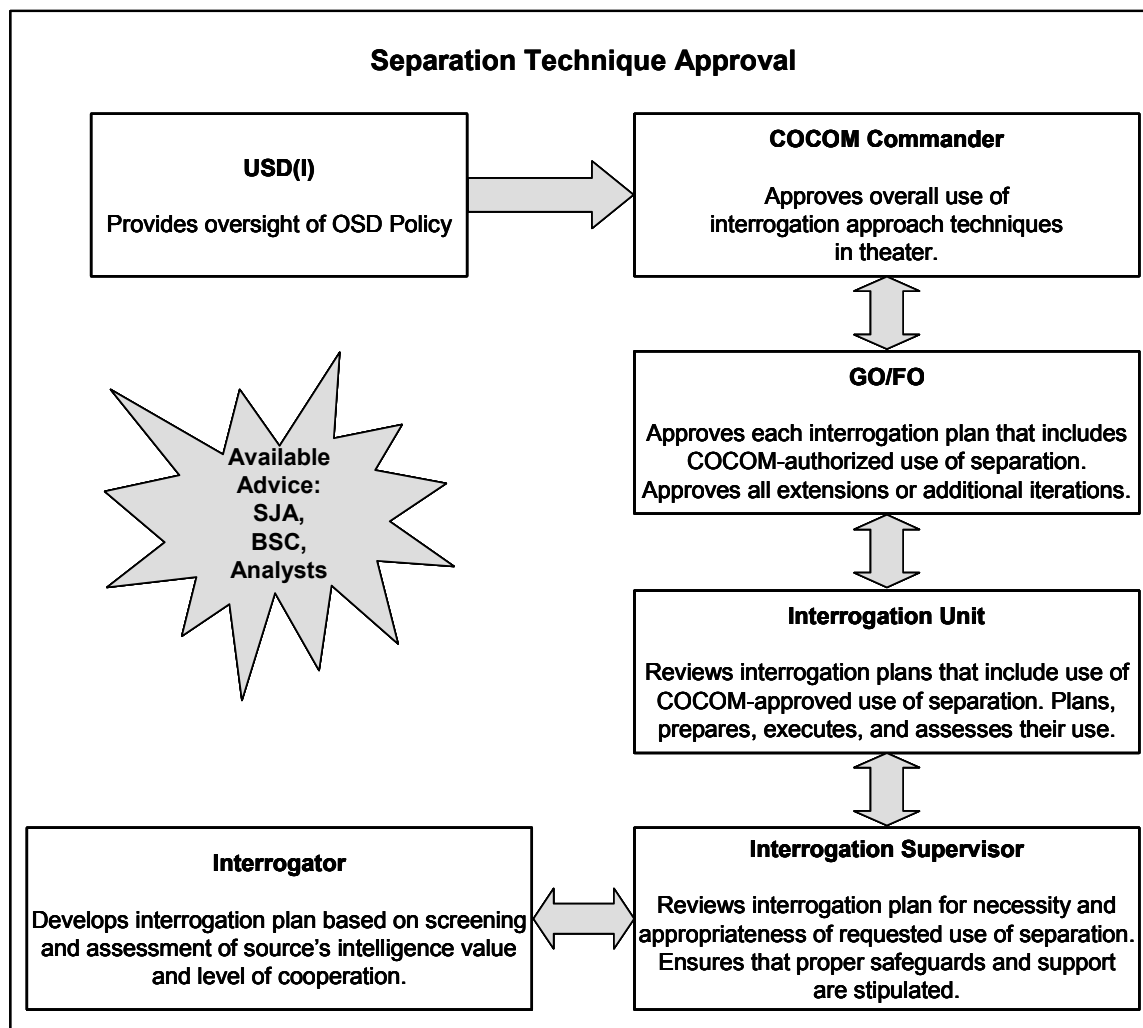 Separation Technique Approval
USD(I)
Provides oversight of OSD Policy
COCOM Commander
Approves overall use of
interrogation approach techniques
in theater.
GO/FO
Approves each interrogation plan that includes
COCOM-authorized use of separation.
Approves all extensions or additional iterations.
Available
Advice:
SJA,
BSC,
Analysts
Interrogation Unit
Reviews interrogation plans that include use of
COCOM-approved use of separation. Plans,
prepares, executes, and assesses their use.
Interrogation Supervisor
Reviews interrogation plan for necessity and
appropriateness of requested use of separation.
Ensures that proper safeguards and support
are stipulated.
Interrogator
Develops interrogation plan based on screening
and assessment of source's intelligence value
and level of cooperation.